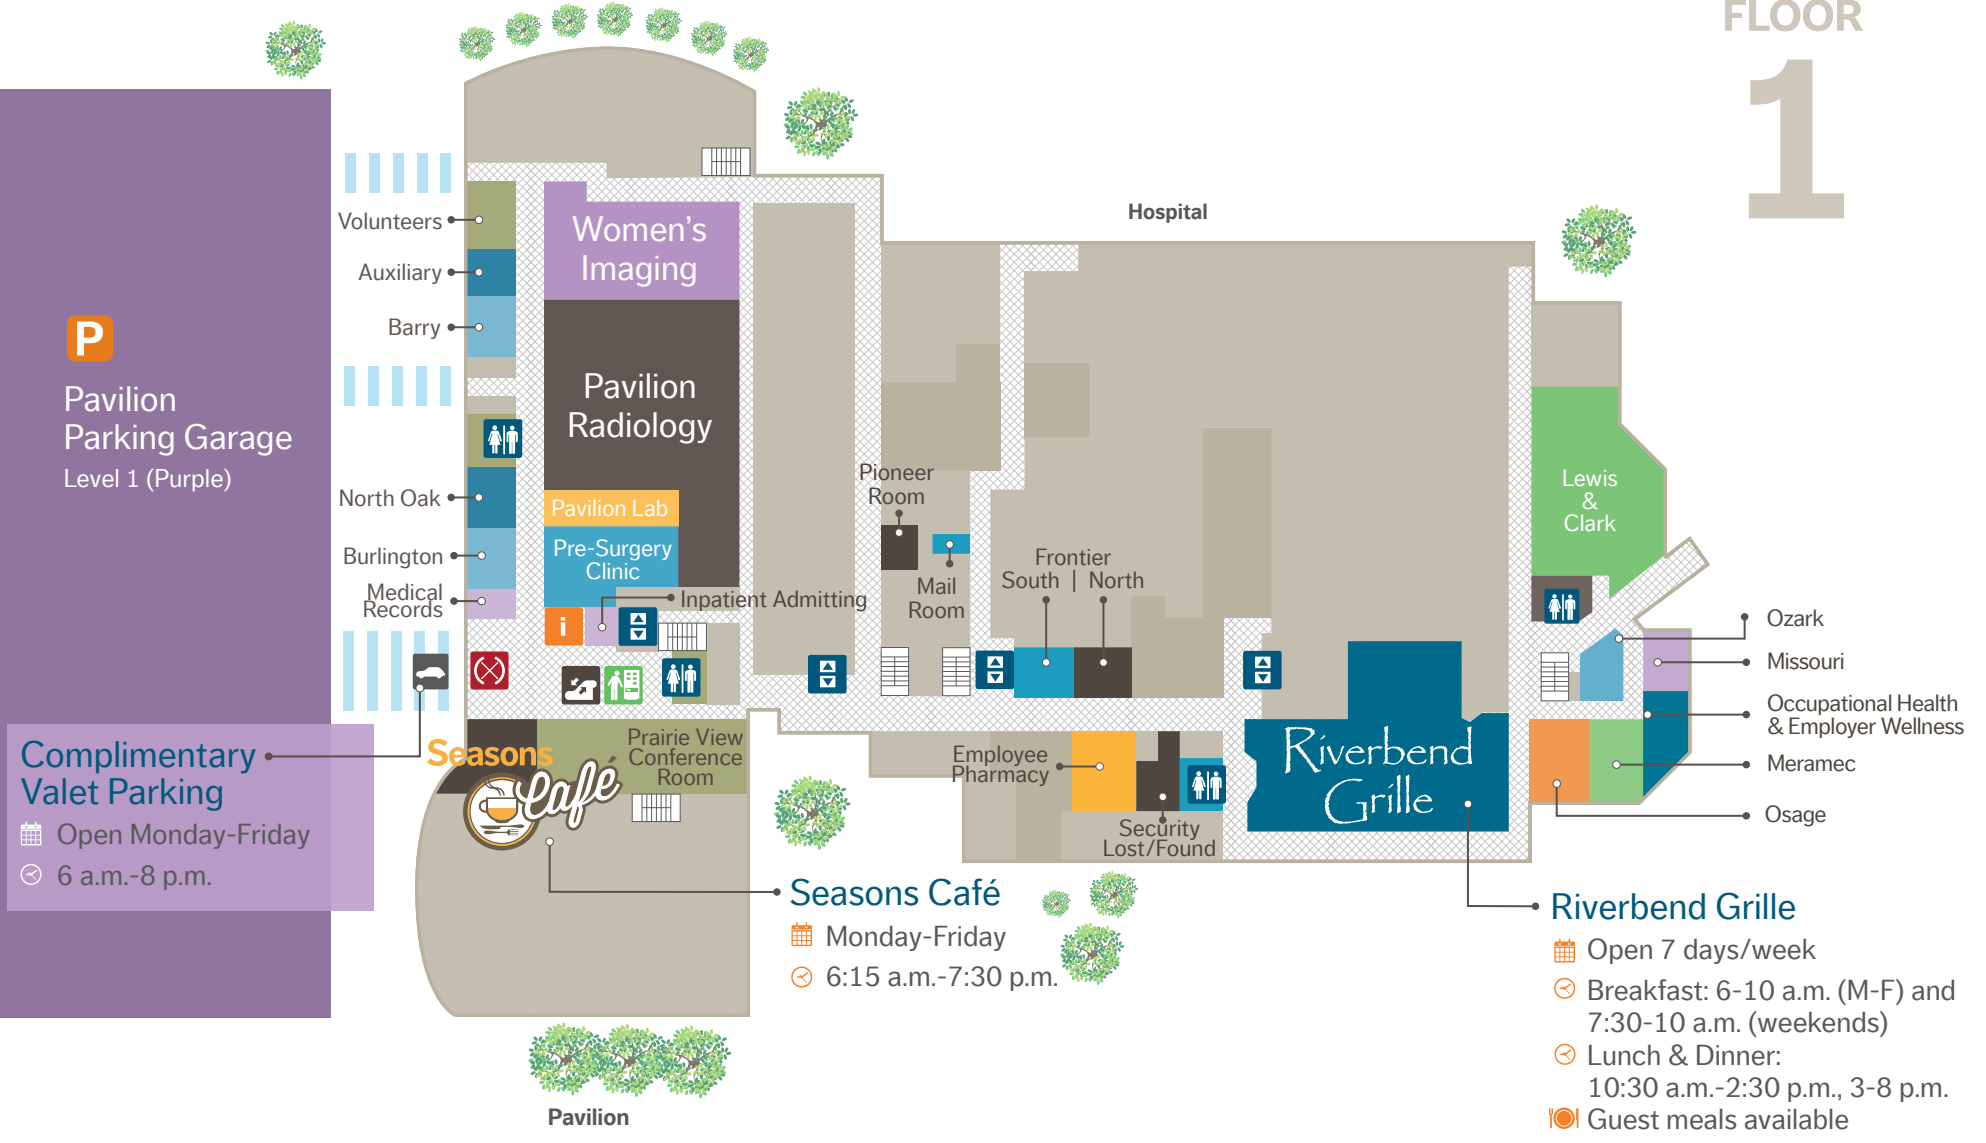 FLOOR
1
Hospital
Pavilion
P
Pavilion
Parking Garage
Level 1 (Purple)
Volunteers
Auxiliary
Barry
North Oak
Burlington
Medical
Records
Women's
Imaging
Pavilion
Radiology
Pavilion Lab
Pre-Surgery
Clinic
Inpatient Admitting
i
Pioneer
Room
Mail
Room
Frontier
South | North
Lewis
&
Clark
Ozark
Missouri
Occupational Health
& Employer Wellness
Meramec
Osage
Complimentary
Valet Parking
Open Monday-Friday
6 a.m.-8 p.m.
Seasons
Café
Prairie View
Conference
Room
Employee
Pharmacy
Security
Lost/Found
Riverbend
Grille
Seasons Café
Monday-Friday
6:15 a.m.-7:30 p.m.
Riverbend Grille
Open 7 days/week
Breakfast: 6-10 a.m. (M-F) and
7:30-10 a.m. (weekends)
Lunch & Dinner:
10:30 a.m.-2:30 p.m., 3-8 p.m.
Guest meals available